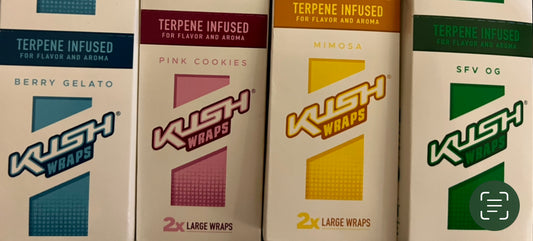 TERPENE INFUSED
FOR FLAVOR AND AROMA
BERRY GELATO
KUSH®
WRAPS
TERPENE INFUSED
FOR FLAVOR AND AROMA
PINK COOKIES
KUSH®
WRAPS
2x LARGE WRAPS
TERPENE INFUSED
FOR FLAVOR AND AROMA
MIMOSA
KUSH®
WRAPS
2x LARGE WRAPS
TERPENE INFUSED
FOR FLAVOR AND AROMA
SFV OG
KUSH®
WRAPS